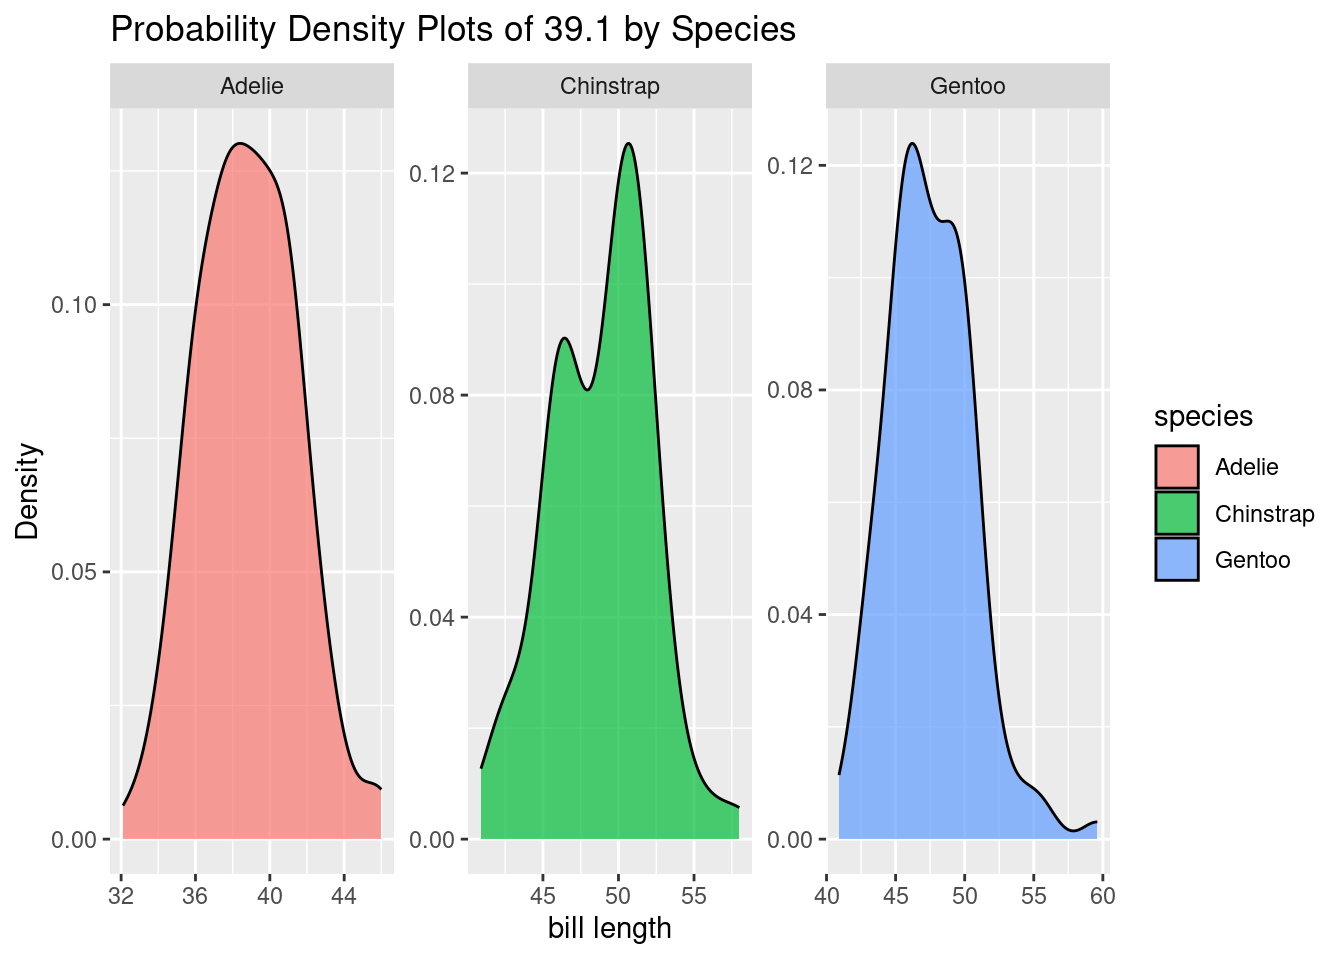 Probability Density Plots of 39.1 by Species
Adelie
Chinstrap
Gentoo
Density
0.10
0.05
0.00
0.12
0.08
0.04
0.00
0.12
0.08
0.04
0.00
32 36 40 44
45 50 55
40 45 50 55 60
bill length
species
Adelie
Chinstrap
Gentoo